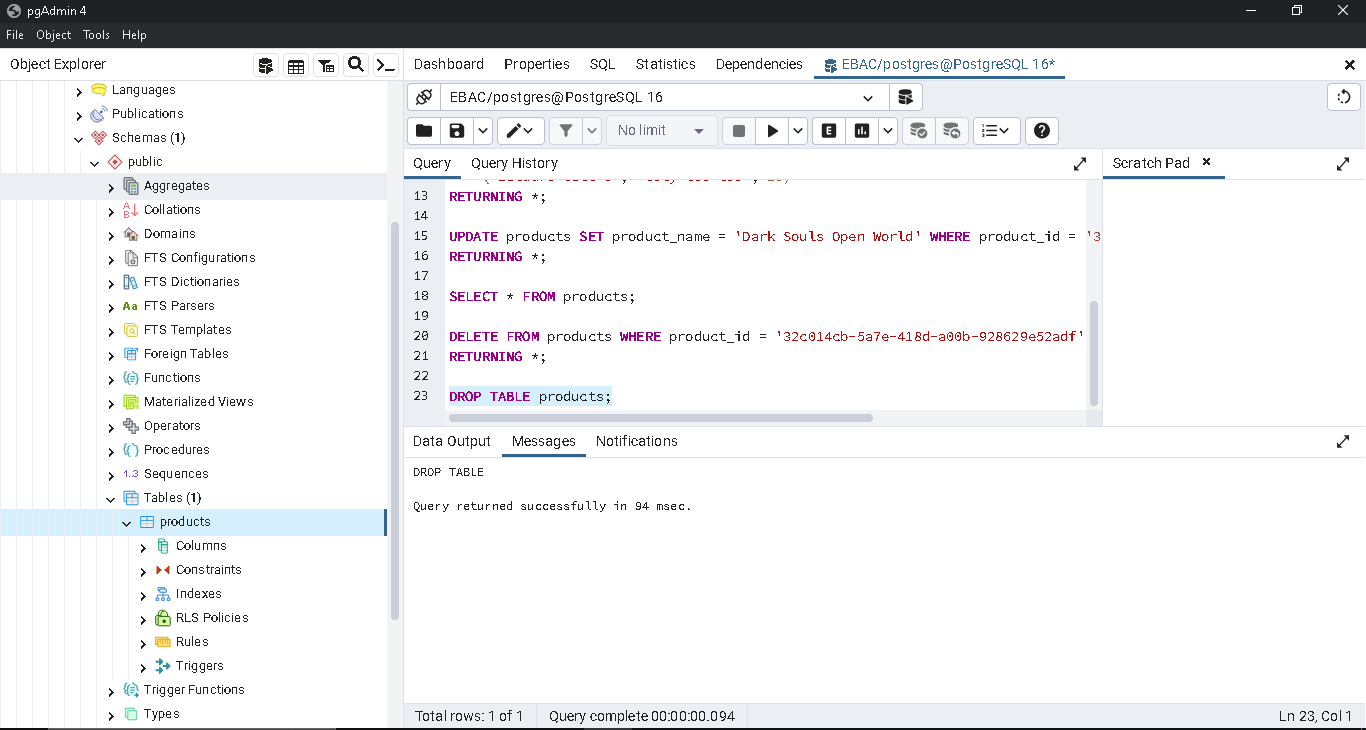 pgAdmin 4
File Object Tools Help
Object Explorer
Languages
Publications
Schemas (1)
public
Aggregates
Collations
Domains
FTS Configurations
FTS Dictionaries
Aa FTS Parsers
FTS Templates
Foreign Tables
Functions
Materialized Views
Operators
Procedures
1.3 Sequences
Tables (1)
products
Columns
Constraints
Indexes
RLS Policies
Rules
Triggers
Trigger Functions
Types
Dashboard Properties SQL Statistics Dependencies EBAC/postgres@PostgreSQL 16*
EBAC/postgres@PostgreSQL 16
No limit
E
Query Query History
Scratch Pad
13 RETURNING *;
14
15 UPDATE products SET product_name = 'Dark Souls Open World' WHERE product_id = '3
16 RETURNING *;
17
18 SELECT * FROM products;
19
20 DELETE FROM products WHERE product_id = '32c014cb-5a7e-418d-a00b-928629e52adf'
21 RETURNING *;
22
23 DROP TABLE products;
Data Output Messages Notifications
DROP TABLE
Query returned successfully in 94 msec.
Total rows: 1 of 1 Query complete 00:00:00.094 Ln 23, Col 1